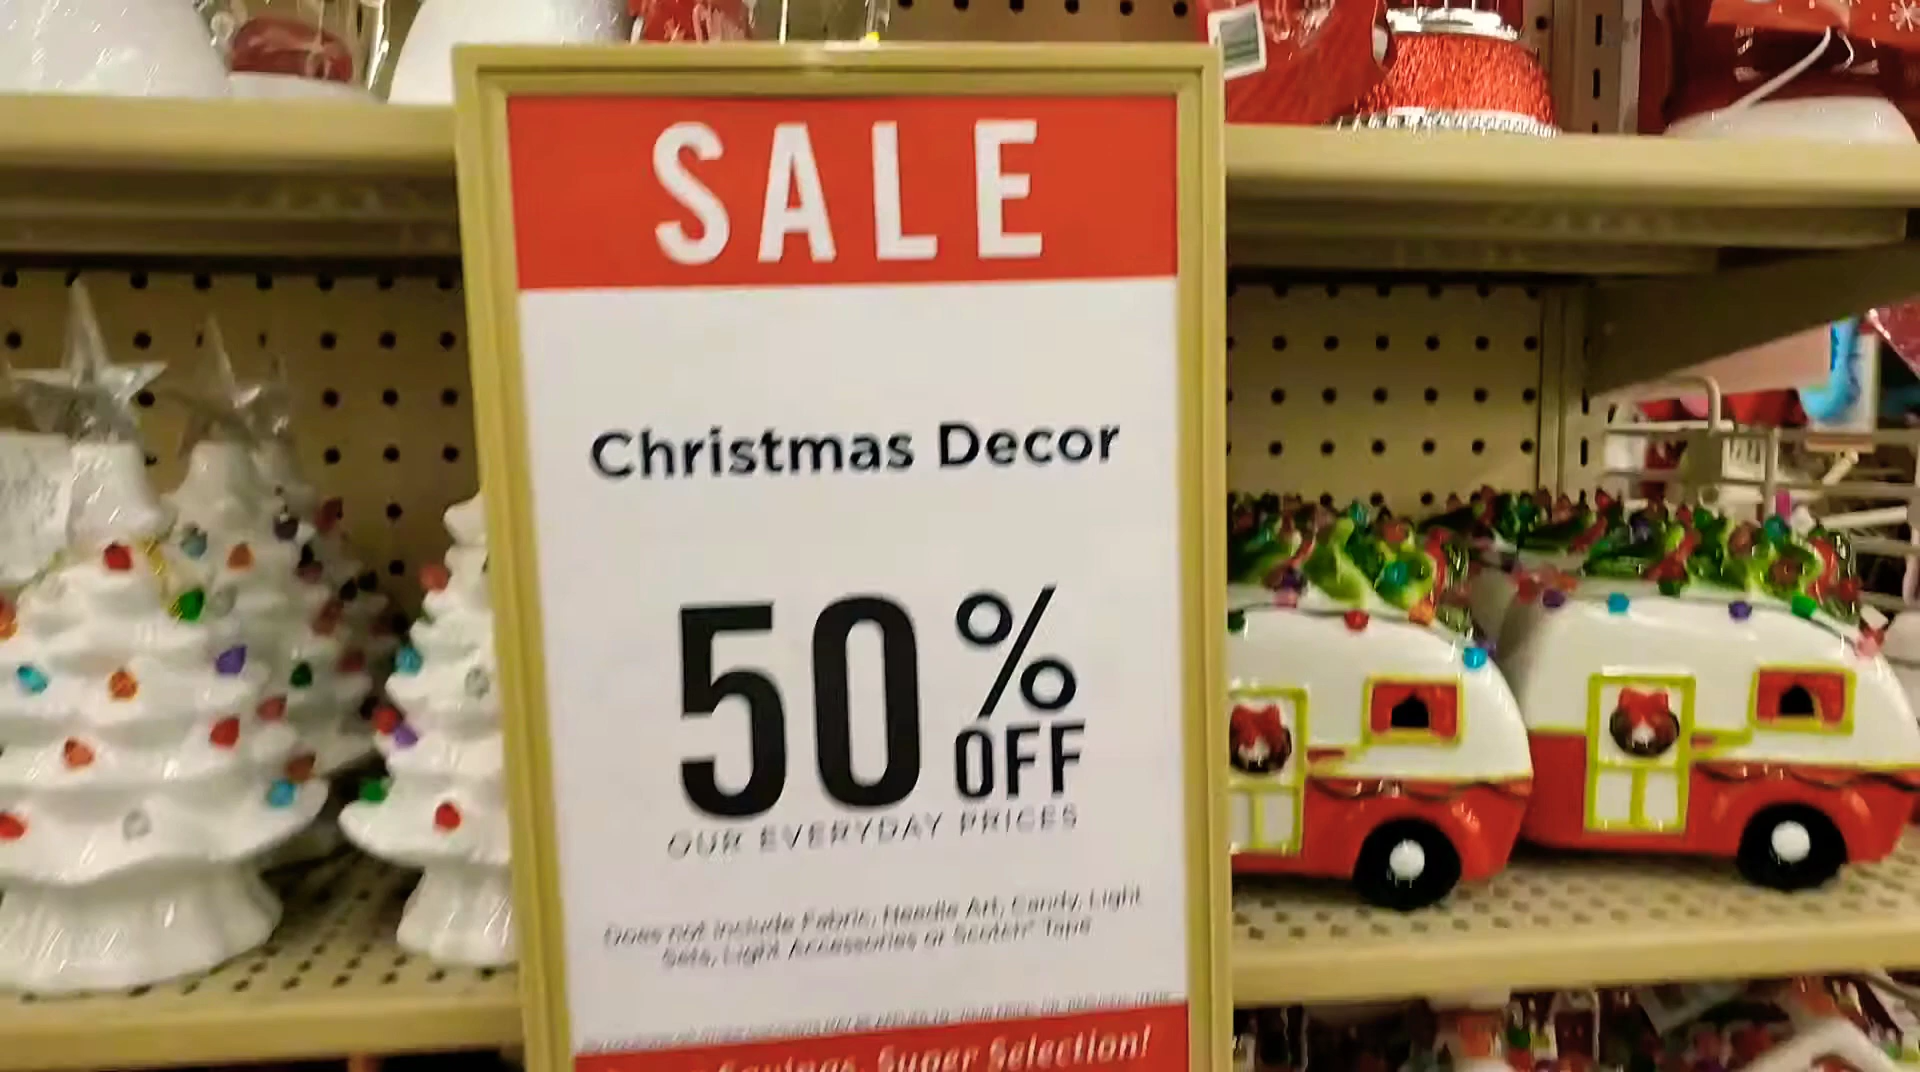 SALE
Christmas Decor
50%
OFF
OUR EVERYDAY PRICES
Does not include Fabric, Needle Art, Candy, Light
Sets, Light Accessories or Scotch® Tape
Savings, Super Selection!